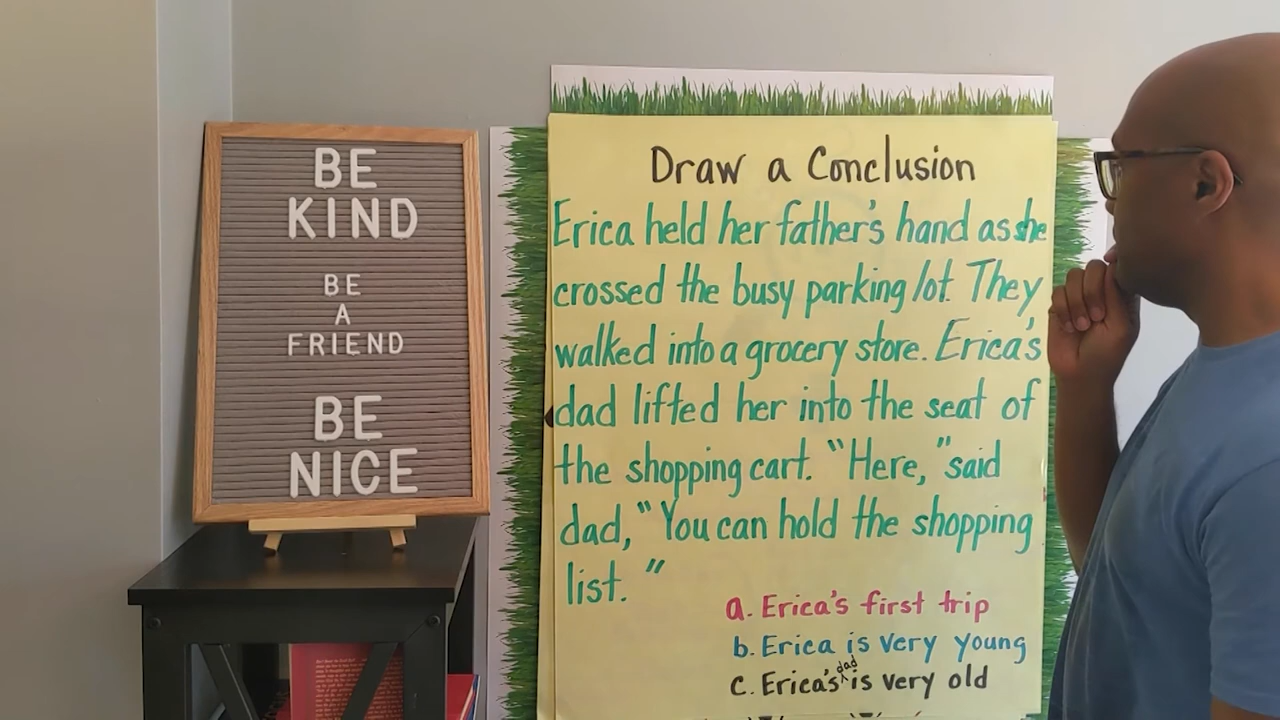 BE
KIND
BE
A
FRIEND
BE
NICE
Draw a Conclusion
Erica held her father's hand as she
crossed the busy parking lot. They
walked into a grocery store. Erica's
dad lifted her into the seat of
the shopping cart. "Here," said
dad, "You can hold the shopping
list."
a. Erica's first trip
b. Erica is very young
c. Erica's dad is very old